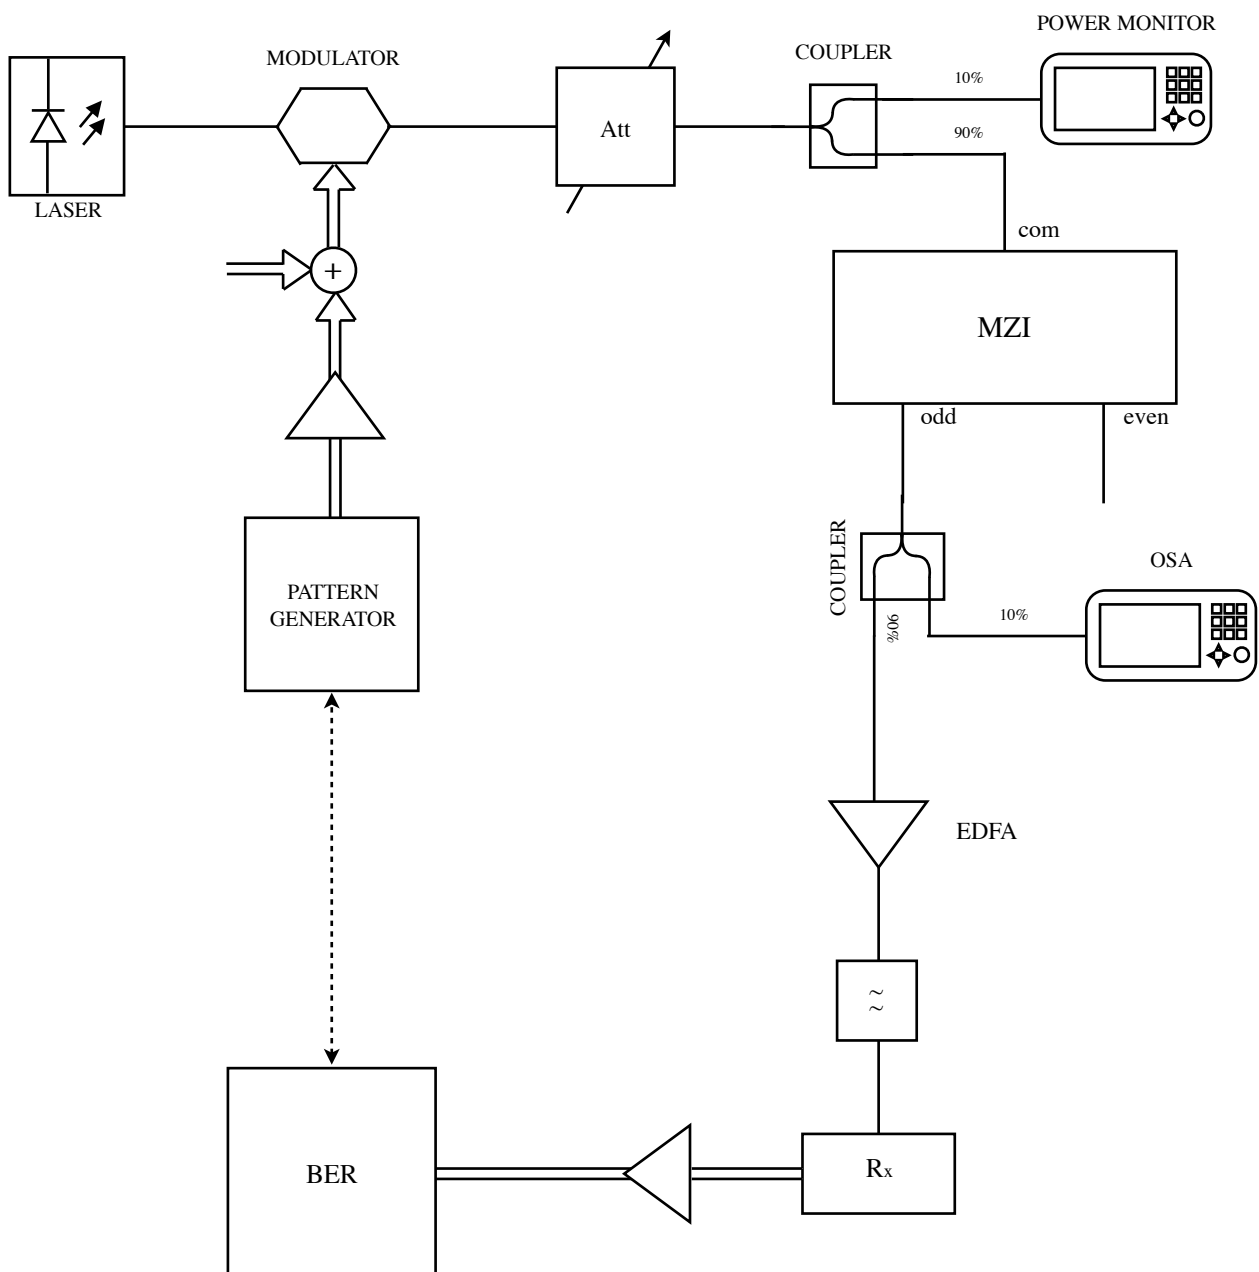 POWER MONITOR
COUPLER
MODULATOR
10%
Att
90%
LASER
com
+
MZI
odd
even
COUPLER
OSA
PATTERN
GENERATOR
90%
10%
EDFA
~
~
Rx
BER